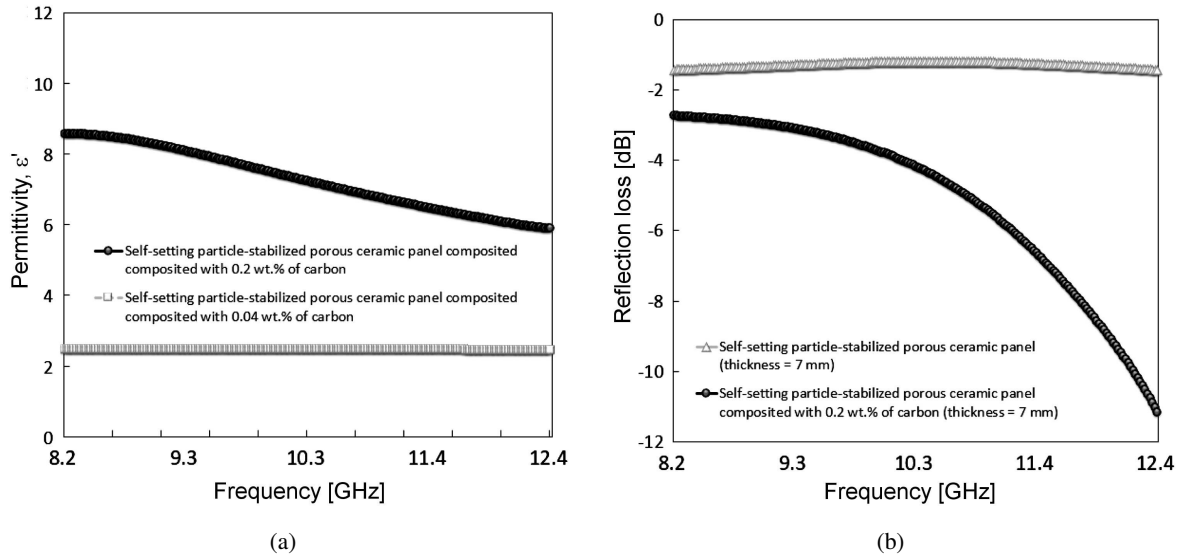 12
10
8
6
4
2
0
Permittivity, ε'
Self-setting particle-stabilized porous ceramic panel composited
composited with 0.2 wt.% of carbon
Self-setting particle-stabilized porous ceramic panel composited
composited with 0.04 wt.% of carbon
8.2 9.3 10.3 11.4 12.4
Frequency [GHz]
(a)
0
-2
-4
-6
-8
-10
-12
Reflection loss [dB]
Self-setting particle-stabilized porous ceramic panel
(thickness = 7 mm)
Self-setting particle-stabilized porous ceramic panel
composited with 0.2 wt.% of carbon (thickness = 7 mm)
8.2 9.3 10.3 11.4 12.4
Frequency [GHz]
(b)